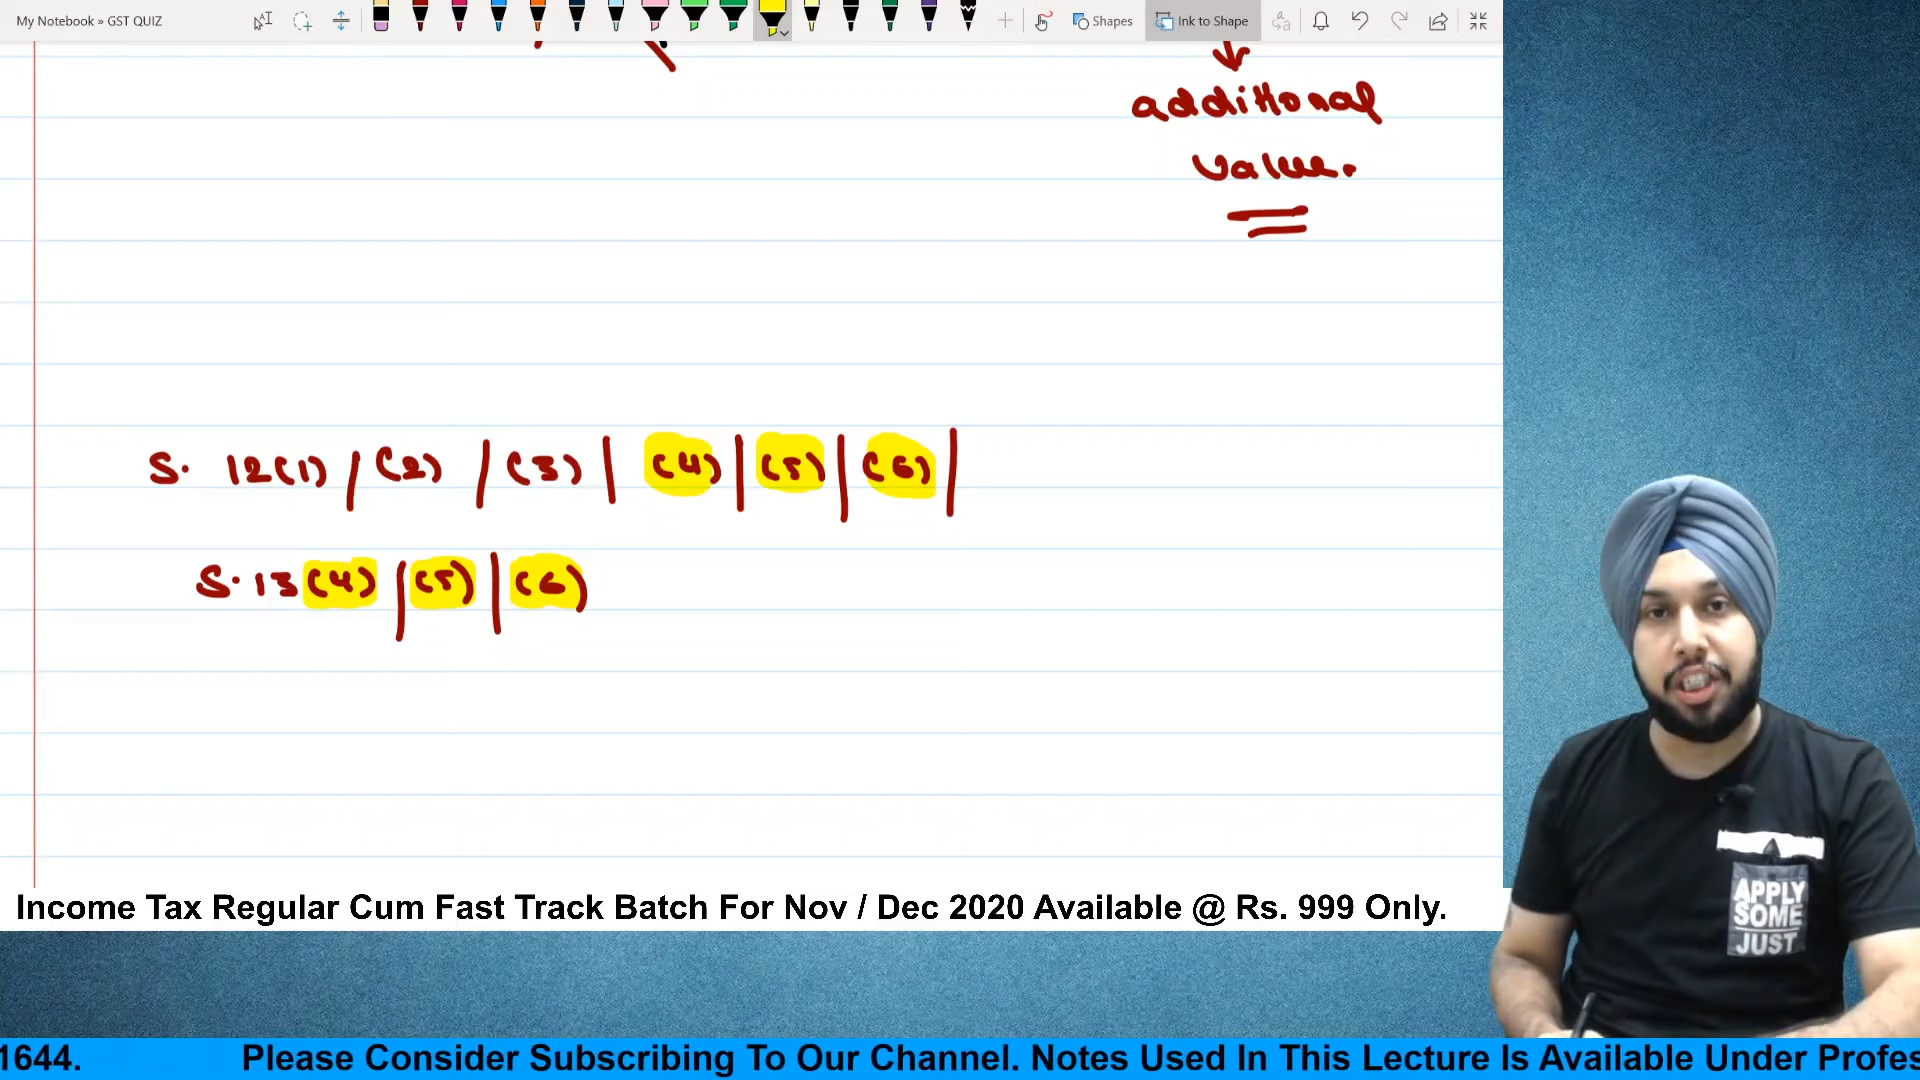 My Notebook » GST QUIZ
Shapes
Ink to Shape
additional
value.
S. 12(1) / (2) / (3) | (4) | (5) | (6) |
S. 13 (4) | (5) | (6)
APPLY
SOME
JUST
Income Tax Regular Cum Fast Track Batch For Nov / Dec 2020 Available @ Rs. 999 Only.
1644. Please Consider Subscribing To Our Channel. Notes Used In This Lecture Is Available Under Profes